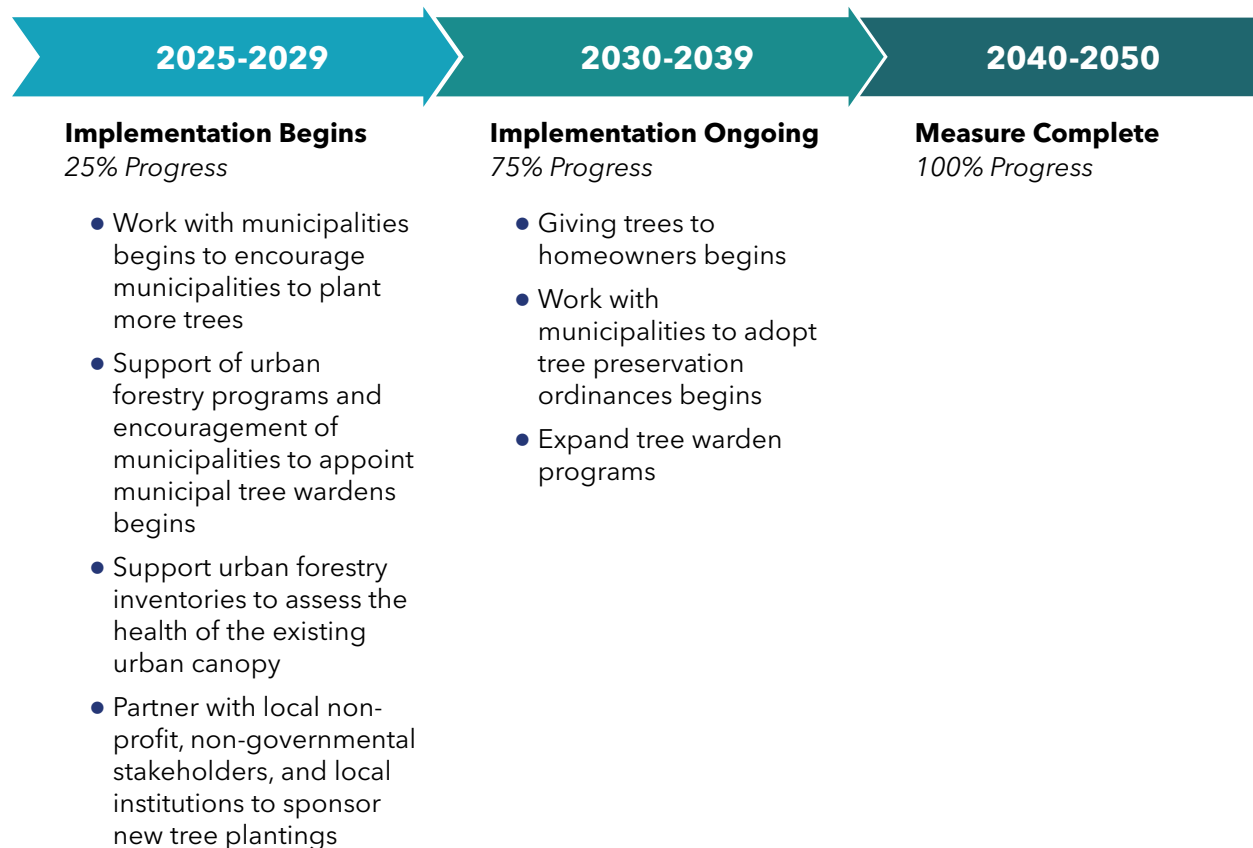 2025-2029
2030-2039
2040-2050
Implementation Begins
25% Progress
• Work with municipalities
begins to encourage
municipalities to plant
more trees
• Support of urban
forestry programs and
encouragement of
municipalities to appoint
municipal tree wardens
begins
• Support urban forestry
inventories to assess the
health of the existing
urban canopy
• Partner with local non-
profit, non-governmental
stakeholders, and local
institutions to sponsor
new tree plantings
Implementation Ongoing
75% Progress
• Giving trees to
homeowners begins
• Work with
municipalities to adopt
tree preservation
ordinances begins
• Expand tree warden
programs
Measure Complete
100% Progress